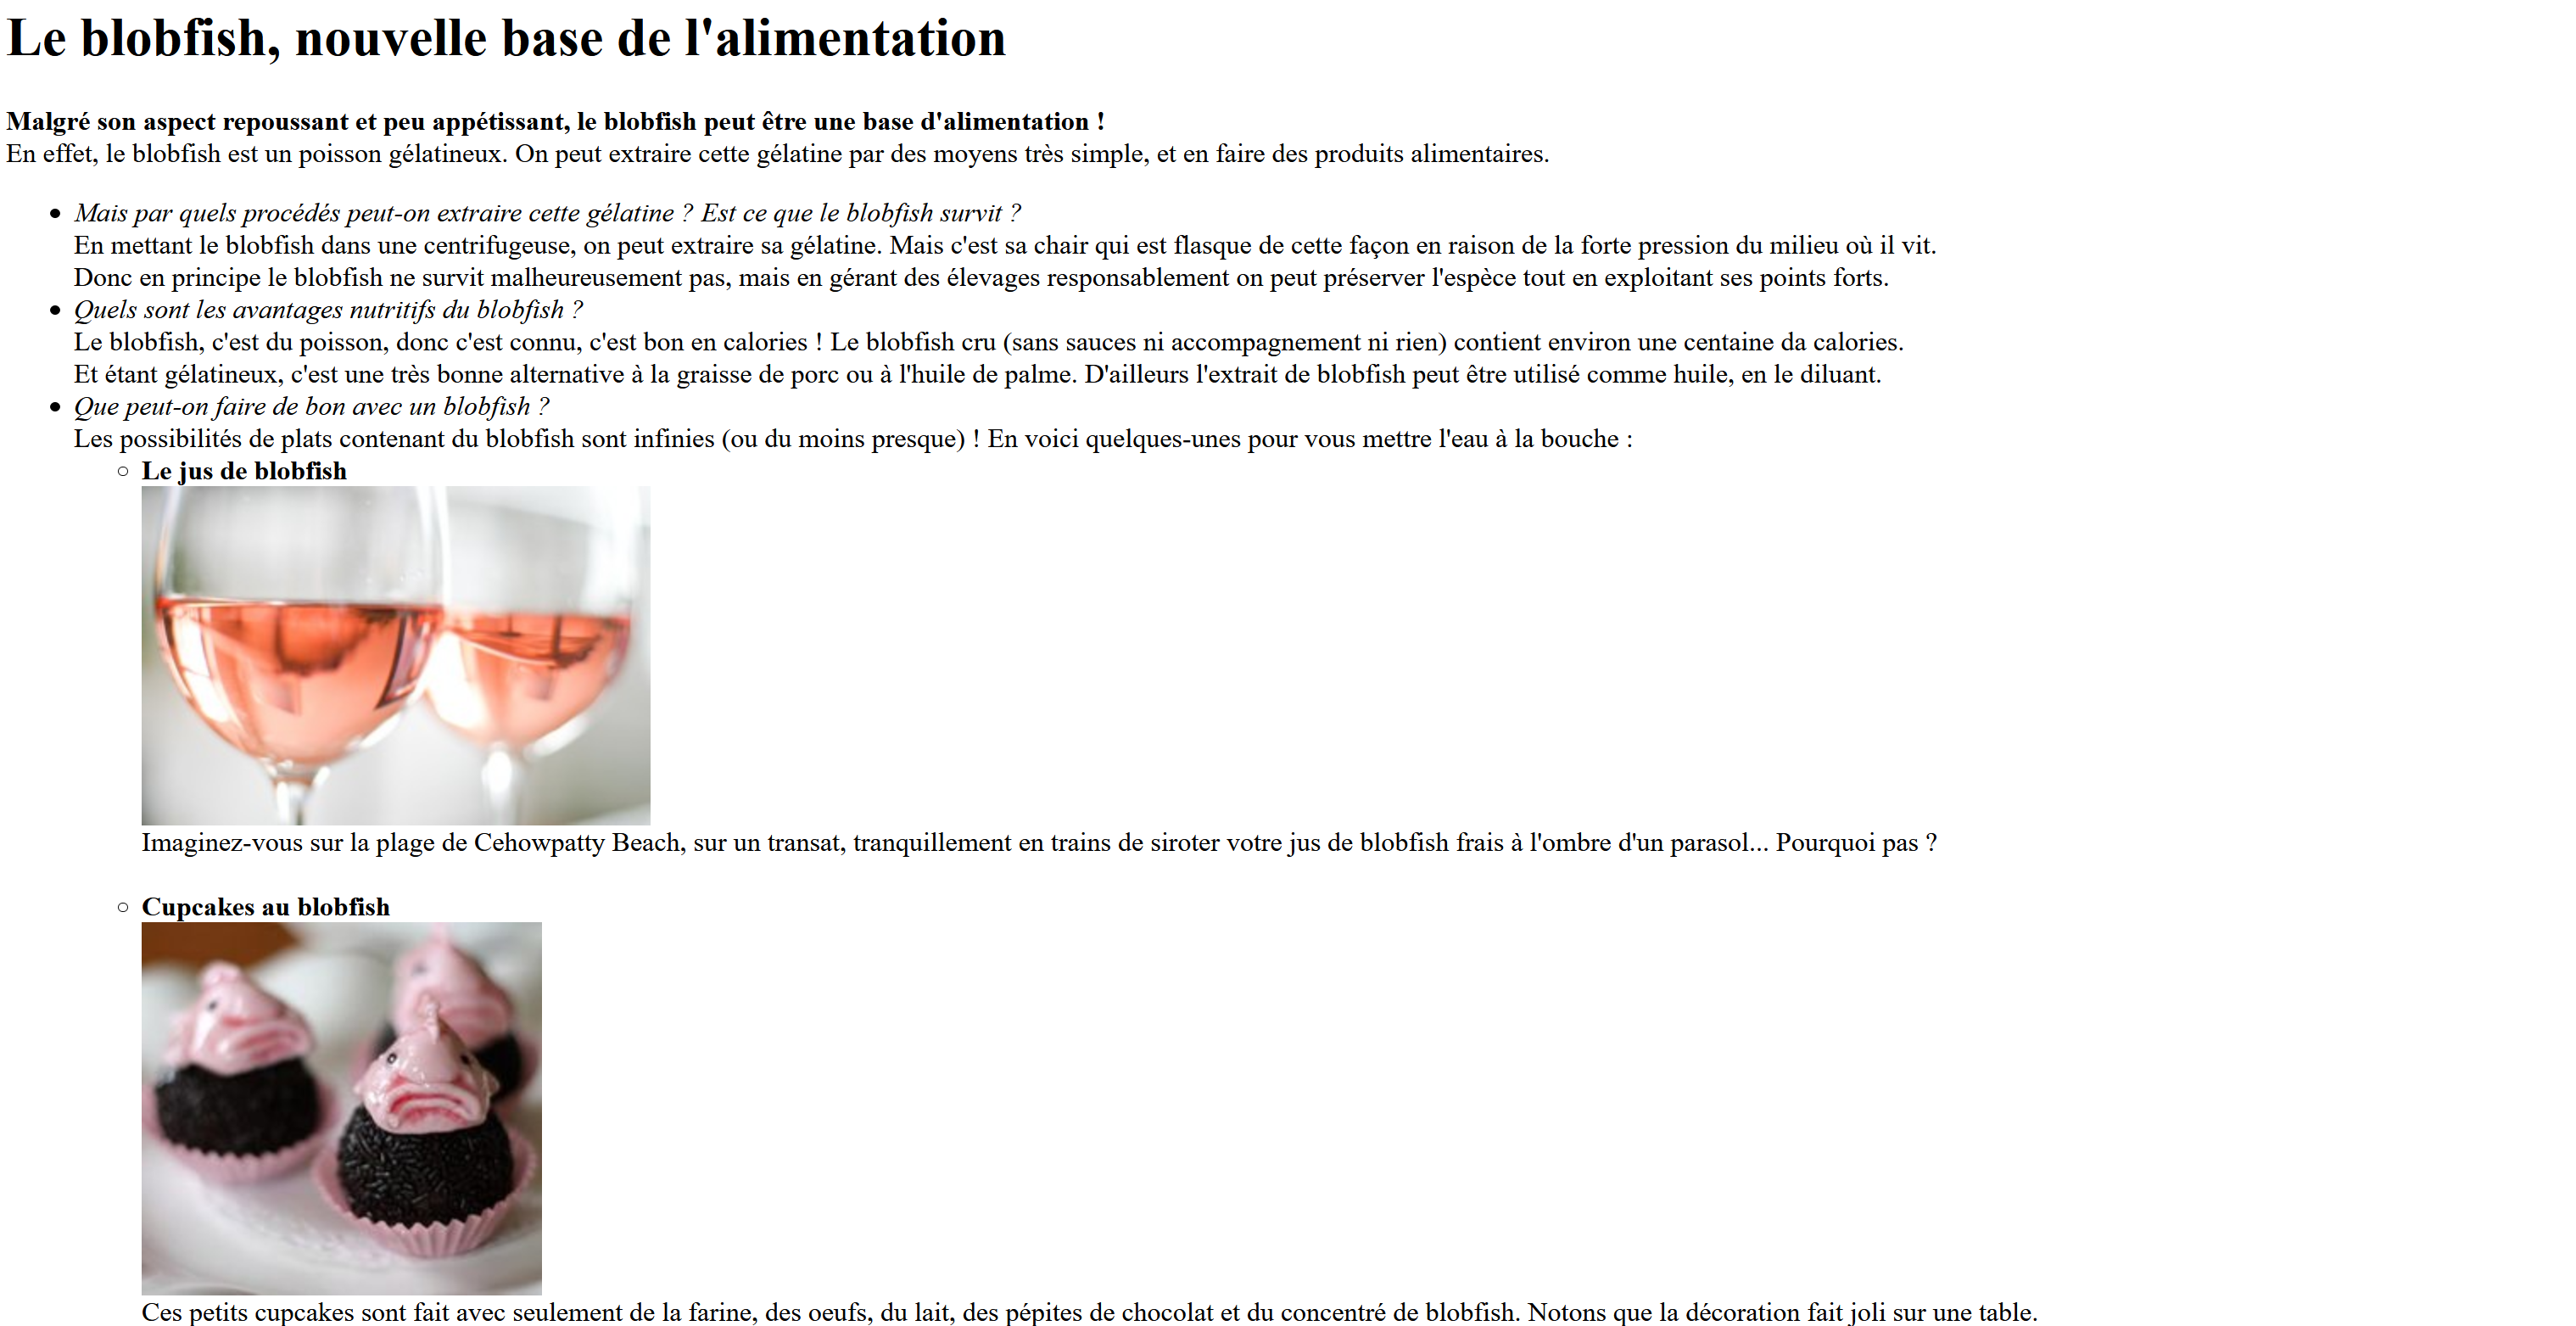 Le blobfish, nouvelle base de l'alimentation
Malgré son aspect repoussant et peu appétissant, le blobfish peut être une base d'alimentation !
En effet, le blobfish est un poisson gélatineux. On peut extraire cette gélatine par des moyens très simple, et en faire des produits alimentaires.
Mais par quels procédés peut-on extraire cette gélatine ? Est ce que le blobfish survit ?
En mettant le blobfish dans une centrifugeuse, on peut extraire sa gélatine. Mais c'est sa chair qui est flasque de cette façon en raison de la forte pression du milieu où il vit.
Donc en principe le blobfish ne survit malheureusement pas, mais en gérant des élevages responsablement on peut préserver l'espèce tout en exploitant ses points forts.
Quels sont les avantages nutritifs du blobfish ?
Le blobfish, c'est du poisson, donc c'est connu, c'est bon en calories ! Le blobfish cru (sans sauces ni accompagnement ni rien) contient environ une centaine da calories.
Et étant gélatineux, c'est une très bonne alternative à la graisse de porc ou à l'huile de palme. D'ailleurs l'extrait de blobfish peut être utilisé comme huile, en le diluant.
Que peut-on faire de bon avec un blobfish ?
Les possibilités de plats contenant du blobfish sont infinies (ou du moins presque) ! En voici quelques-unes pour vous mettre l'eau à la bouche :
Le jus de blobfish
Imaginez-vous sur la plage de Cehowpatty Beach, sur un transat, tranquillement en trains de siroter votre jus de blobfish frais à l'ombre d'un parasol... Pourquoi pas ?
Cupcakes au blobfish
Ces petits cupcakes sont fait avec seulement de la farine, des oeufs, du lait, des pépites de chocolat et du concentré de blobfish. Notons que la décoration fait joli sur une table.